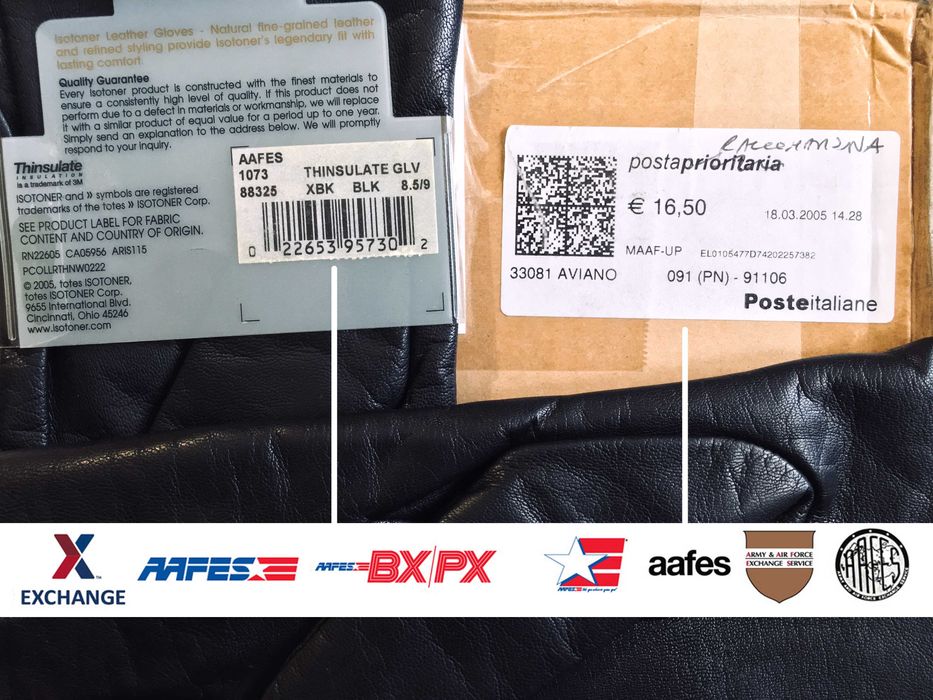 Isotoner Leather Gloves - Natural fine-grained leather
and refined styling provide Isotoner's legendary fit with
lasting comfort
Quality Guarantee
Every Isotoner product is constructed with the finest materials to
ensure a consistently high level of quality. If this product does not
perform due to a defect in materials or workmanship, we will replace
it with a similar product of equal value for a period up to one year.
Simply send an explanation to the address below. We will promptly
respond to your inquiry.
Thinsulate
INSULATION
is a trademark of 3M
ISOTONER and » symbols are registered
trademarks of the totes » ISOTONER Corp.
SEE PRODUCT LABEL FOR FABRIC
CONTENT AND COUNTRY OF ORIGIN.
RN22605 CA05956 ARIS115
PCOLLRTHNW0222
© 2005, totes ISOTONER,
totes ISOTONER Corp.
9655 International Blvd.
Cincinnati, Ohio 45246
www.isotoner.com
AAFES
1073 THINSULATE GLV
88325 XBK BLK 8.5/9
0 22653 95730 2
RACCOMANDATA
postaprioritaria
€ 16,50
18.03.2005 14.28
MAAF-UP EL0105477D74202257382
33081 AVIANO 091 (PN) - 91106
Posteitaliane
X
EXCHANGE
AAFES
AAFES BX|PX
AAFES
aafes
ARMY & AIR FORCE
EXCHANGE SERVICE
AAFES